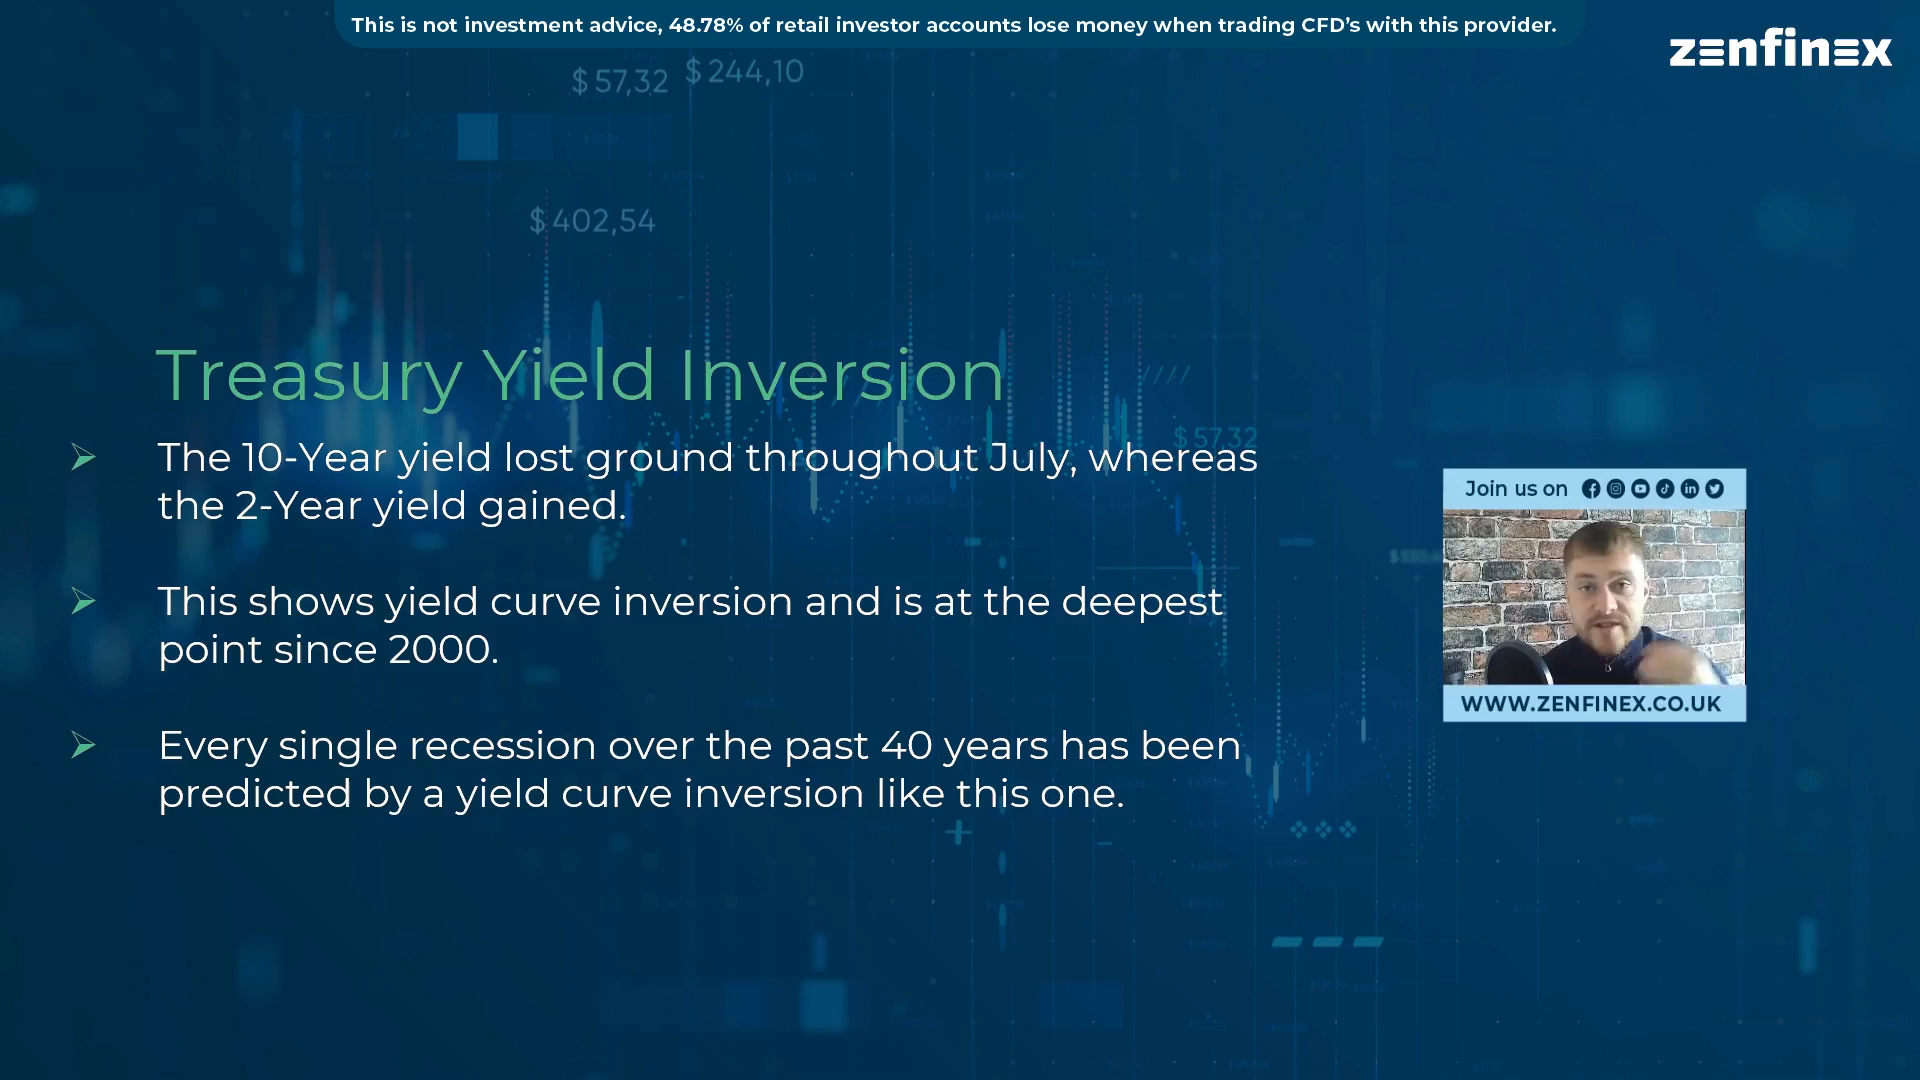 This is not investment advice, 48.78% of retail investor accounts lose money when trading CFD's with this provider.
zenfinex
$57,32
$244,10
$402,54
Treasury Yield Inversion
$57,32
The 10-Year yield lost ground throughout July, whereas
the 2-Year yield gained.
This shows yield curve inversion and is at the deepest
point since 2000.
Every single recession over the past 40 years has been
predicted by a yield curve inversion like this one.
Join us on
WWW.ZENFINEX.CO.UK